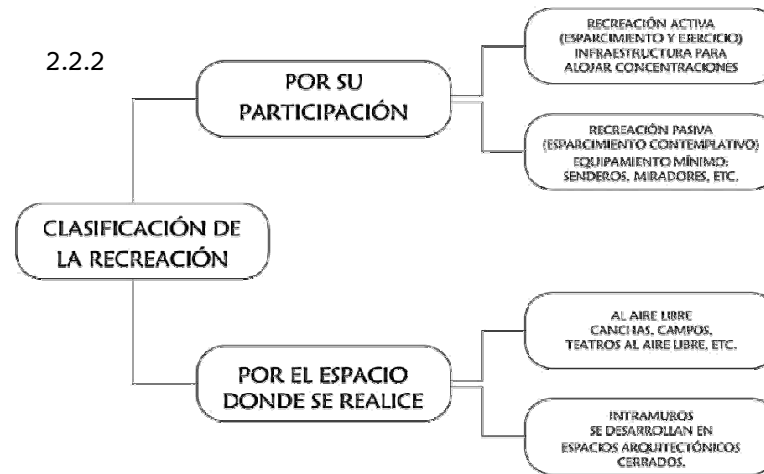 2.2.2
CLASIFICACIÓN DE
LA RECREACIÓN
POR SU
PARTICIPACIÓN
RECREACIÓN ACTIVA
(ESPARCIMIENTO Y EJERCICIO)
INFRAESTRUCTURA PARA
ALOJAR CONCENTRACIONES
RECREACIÓN PASIVA
(ESPARCIMIENTO CONTEMPLATIVO)
EQUIPAMIENTO MÍNIMO:
SENDEROS, MIRADORES, ETC.
POR EL ESPACIO
DONDE SE REALICE
AL AIRE LIBRE
CANCHAS, CAMPOS,
TEATROS AL AIRE LIBRE, ETC.
INTRAMUROS
SE DESARROLLAN EN
ESPACIOS ARQUITECTÓNICOS
CERRADOS.